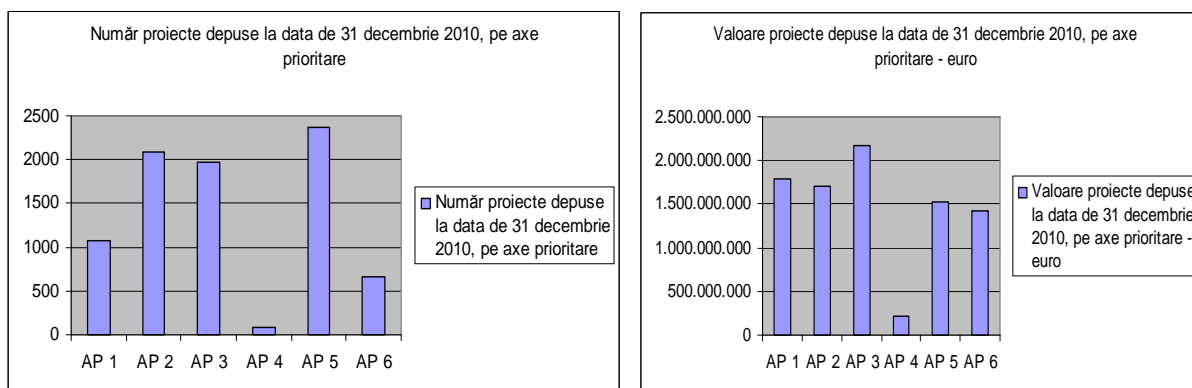 Număr proiecte depuse la data de 31 decembrie 2010, pe axe
prioritare
2500
2000
1500
1000
500
0
AP 1 AP 2 AP 3 AP 4 AP 5 AP 6
Număr proiecte depuse
la data de 31 decembrie
2010, pe axe prioritare
Valoare proiecte depuse la data de 31 decembrie 2010, pe axe
prioritare - euro
2.500.000.000
2.000.000.000
1.500.000.000
1.000.000.000
500.000.000
0
AP 1 AP 2 AP 3 AP 4 AP 5 AP 6
Valoare proiecte depuse
la data de 31 decembrie
2010, pe axe prioritare -
euro